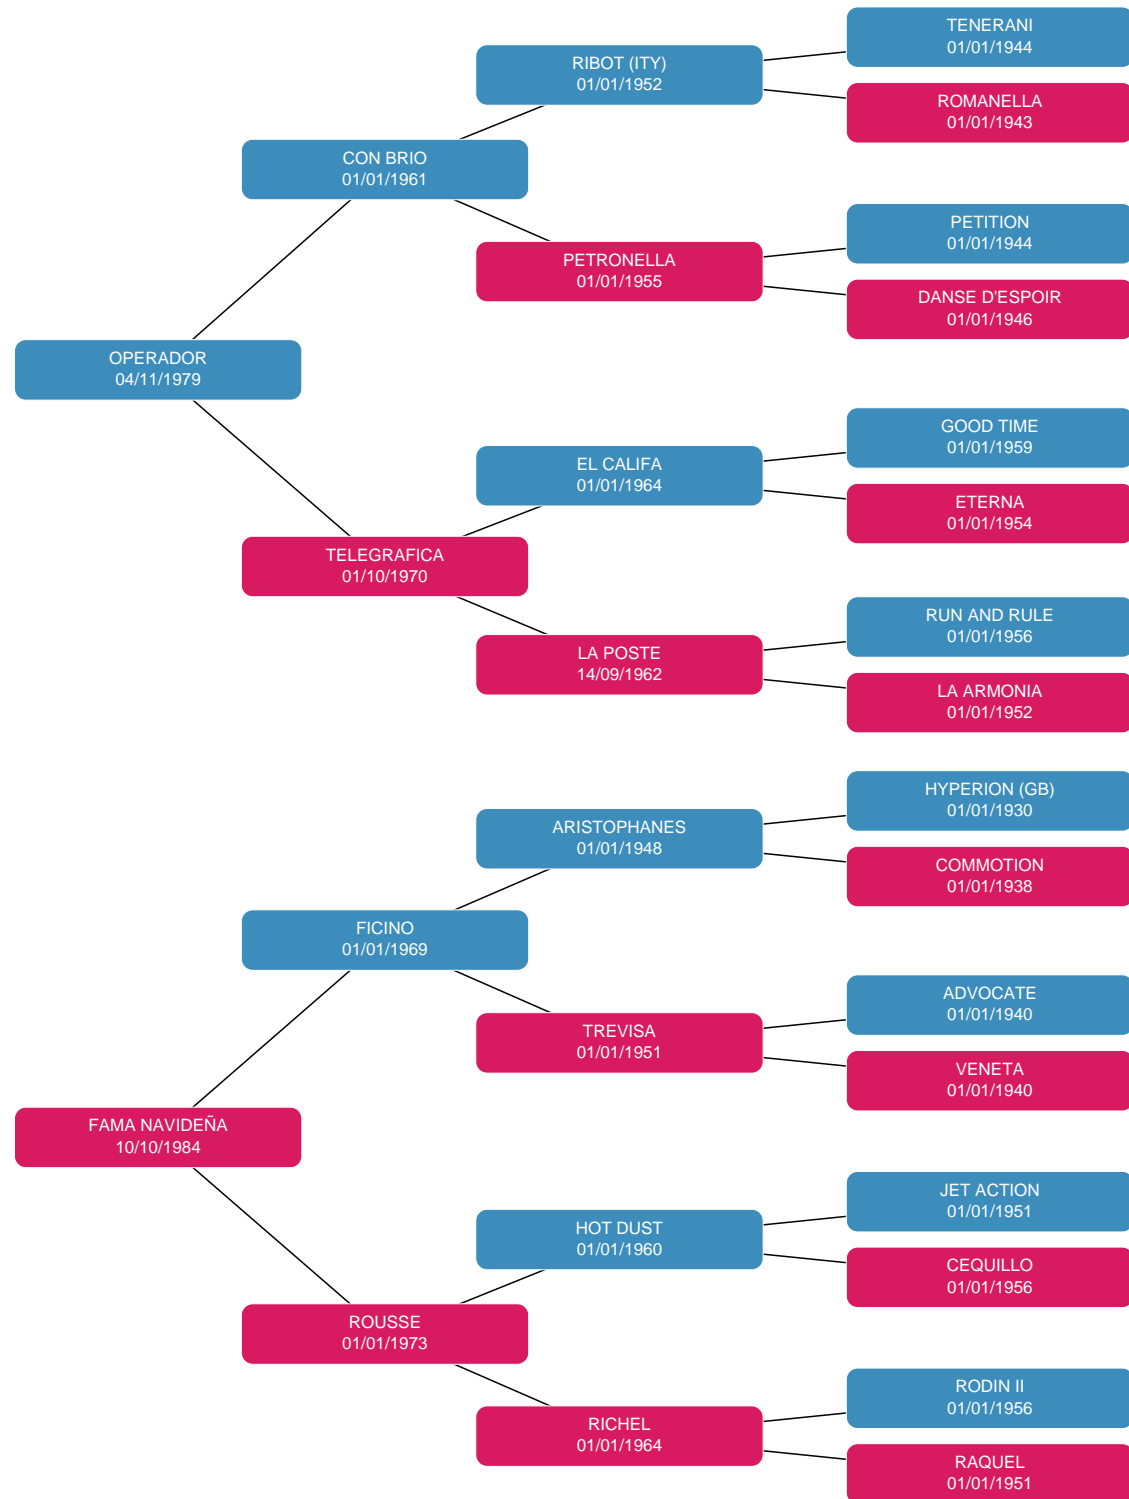 TENERANI
01/01/1944
RIBOT (ITY)
01/01/1952
ROMANELLA
01/01/1943
CON BRIO
01/01/1961
PETITION
01/01/1944
PETRONELLA
01/01/1955
DANSE D'ESPOIR
01/01/1946
OPERADOR
04/11/1979
GOOD TIME
01/01/1959
EL CALIFA
01/01/1964
ETERNA
01/01/1954
TELEGRAFICA
01/10/1970
RUN AND RULE
01/01/1956
LA POSTE
14/09/1962
LA ARMONIA
01/01/1952
HYPERION (GB)
01/01/1930
ARISTOPHANES
01/01/1948
COMMOTION
01/01/1938
FICINO
01/01/1969
ADVOCATE
01/01/1940
TREVISA
01/01/1951
VENETA
01/01/1940
FAMA NAVIDEÑA
10/10/1984
JET ACTION
01/01/1951
HOT DUST
01/01/1960
CEQUILLO
01/01/1956
ROUSSE
01/01/1973
RODIN II
01/01/1956
RICHEL
01/01/1964
RAQUEL
01/01/1951